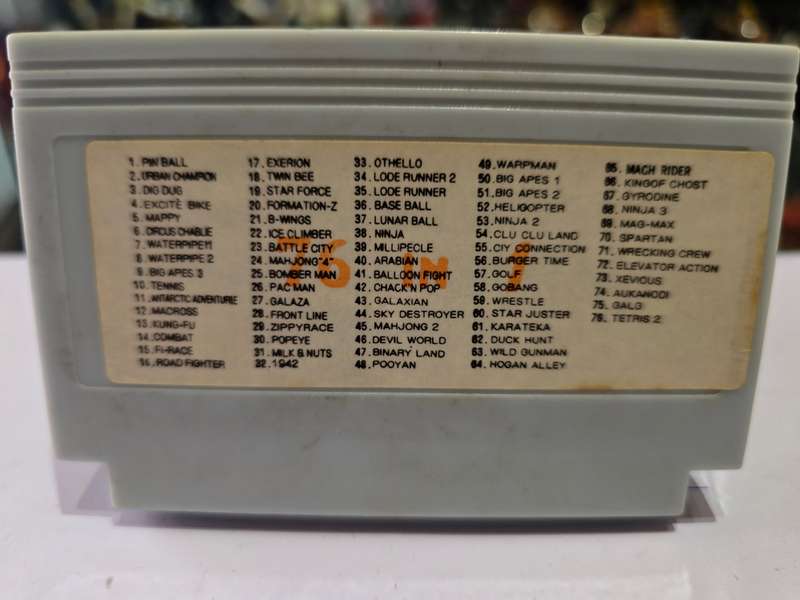 1. PIN BALL
2. URBAN CHAMPION
3. DIG DUG
4. EXCITE BIKE
5. MAPPY
6. CIRCUS CHABLIE
7. WATERPIPE11
8. WATERPIPE 2
9. BIG APES 3
10. TENNIS
11. ANTARCTIC ADVENTUREE
12. MACROSS
13. KUNG-FU
14. COMBAT
15. F1-RACE
16. ROAD FIGHTER
17. EXERION
18. TWIN BEE
19. STAR FORCE
20. FORMATION-Z
21. B-WINGS
22. ICE CLIMBER
23. BATTLE CITY
24. MAHJONG "4"
25. BOMBER MAN
26. PAC MAN
27. GALAZA
28. FRONT LINE
29. ZIPPYRACE
30. POPEYE
31. MILK & NUTS
32. 1942
33. OTHELLO
34. LODE RUNNER 2
35. LODE RUNNER
36. BASE BALL
37. LUNAR BALL
38. NINJA
39. MILLIPECLE
40. ARABIAN
41. BALLOON FIGHT
42. CHACK'N POP
43. GALAXIAN
44. SKY DESTROYER
45. MAHJONG 2
46. DEVIL WORLD
47. BINARY LAND
48. POOYAN
49. WARPMAN
50. BIG APES 1
51. BIG APES 2
52. HELIGOPTER
53. NINJA 2
54. CLU CLU LAND
55. CIY CONNECTION
56. BURGER TIME
57. GOLF
58. GOBANG
59. WRESTLE
60. STAR JUSTER
61. KARATEKA
62. DUCK HUNT
63. WILD GUNMAN
64. HOGAN ALLEY
65. MACH RIDER
66. KINGOF CHOST
67. GYRODINE
68. NINJA 3
69. MAG-MAX
70. SPARTAN
71. WRECKING CREW
72. ELEVATOR ACTION
73. XEVIOUS
74. AUKANODI
75. GALG
76. TETRIS 2